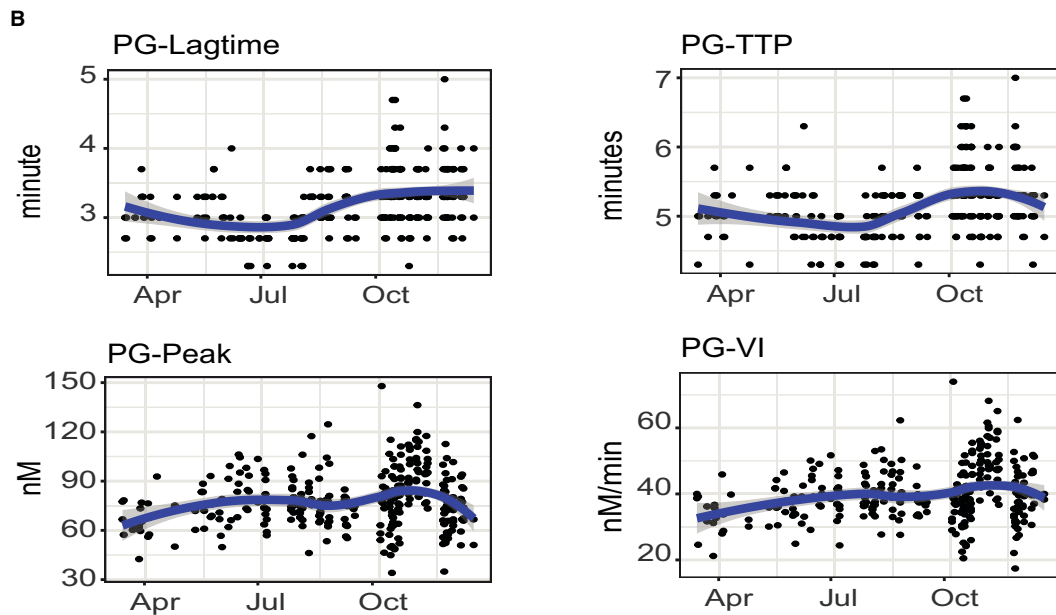 B
PG-Lagtime
5
4
3
minute
Apr Jul Oct
PG-TTP
7
6
5
minutes
Apr Jul Oct
PG-Peak
150
120
90
60
30
nM
Apr Jul Oct
PG-VI
60
40
20
nM/min
Apr Jul Oct